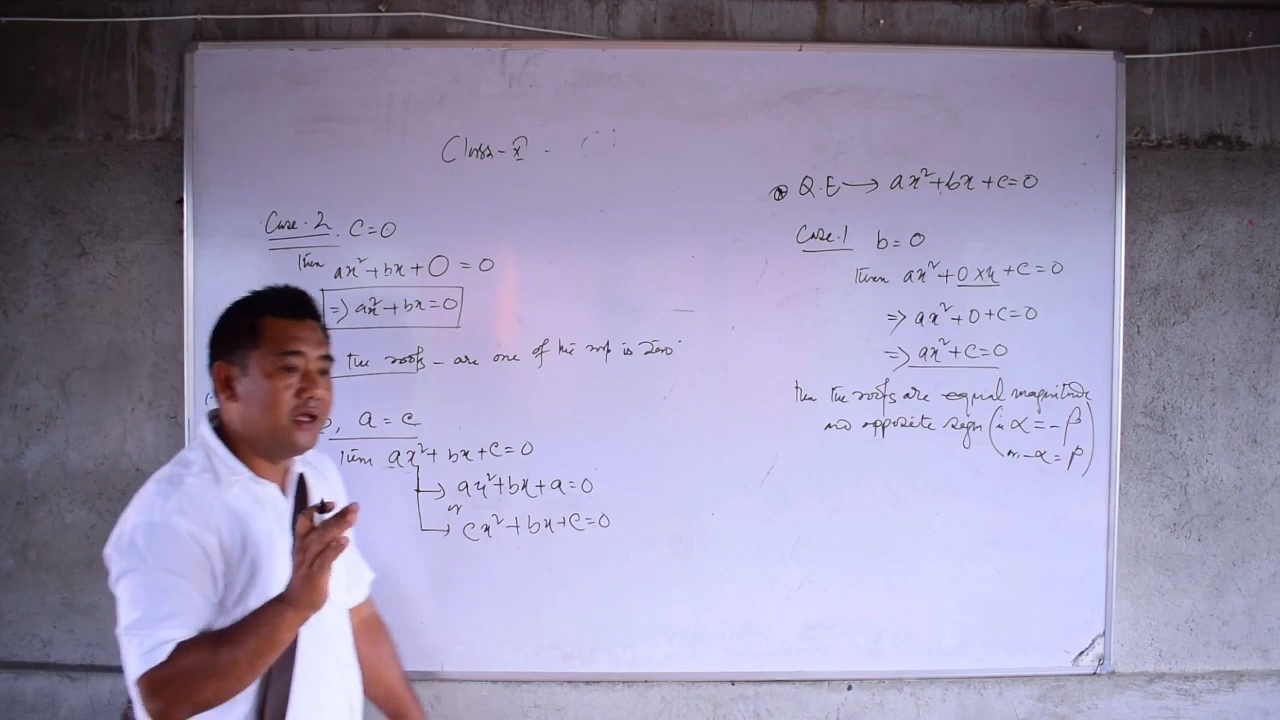 Class - X -
Q.E → ax²+bx+c=0
Case.1 b=0
then ax²+0×x+c=0
=> ax²+0+c=0
=> ax²+c=0
then the roots are equal magnitude
and opposite sign (i α = -β
or, -α = β)
Case.2. c=0
then ax²+bx+0=0
=> ax²+bx=0
the roots - are one of the is zero
, a = c
then ax²+bx+c=0
→ ax²+bx+a=0
or
→ cx²+bx+c=0